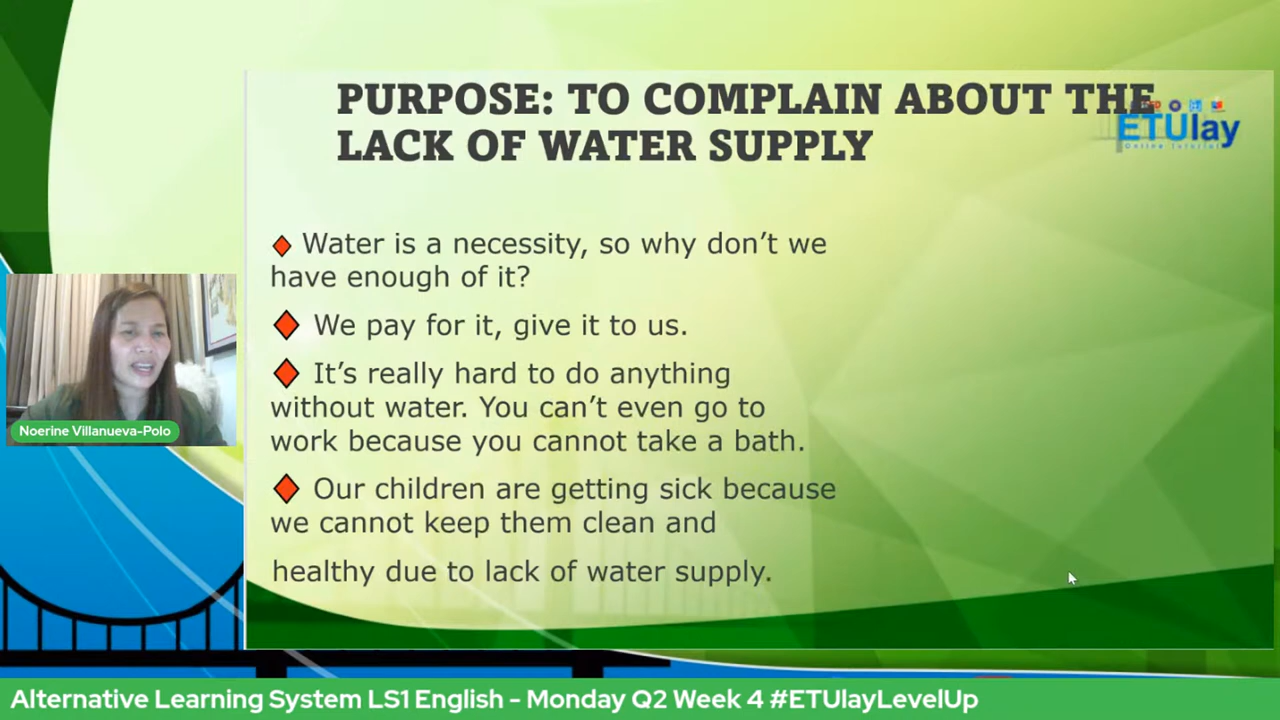 PURPOSE: TO COMPLAIN ABOUT THE
LACK OF WATER SUPPLY
ETUlay
Online Tutorial
Water is a necessity, so why don’t we
have enough of it?
We pay for it, give it to us.
It’s really hard to do anything
without water. You can’t even go to
work because you cannot take a bath.
Our children are getting sick because
we cannot keep them clean and
healthy due to lack of water supply.
Noerine Villanueva-Polo
Alternative Learning System LS1 English - Monday Q2 Week 4 #ETUlayLevelUp